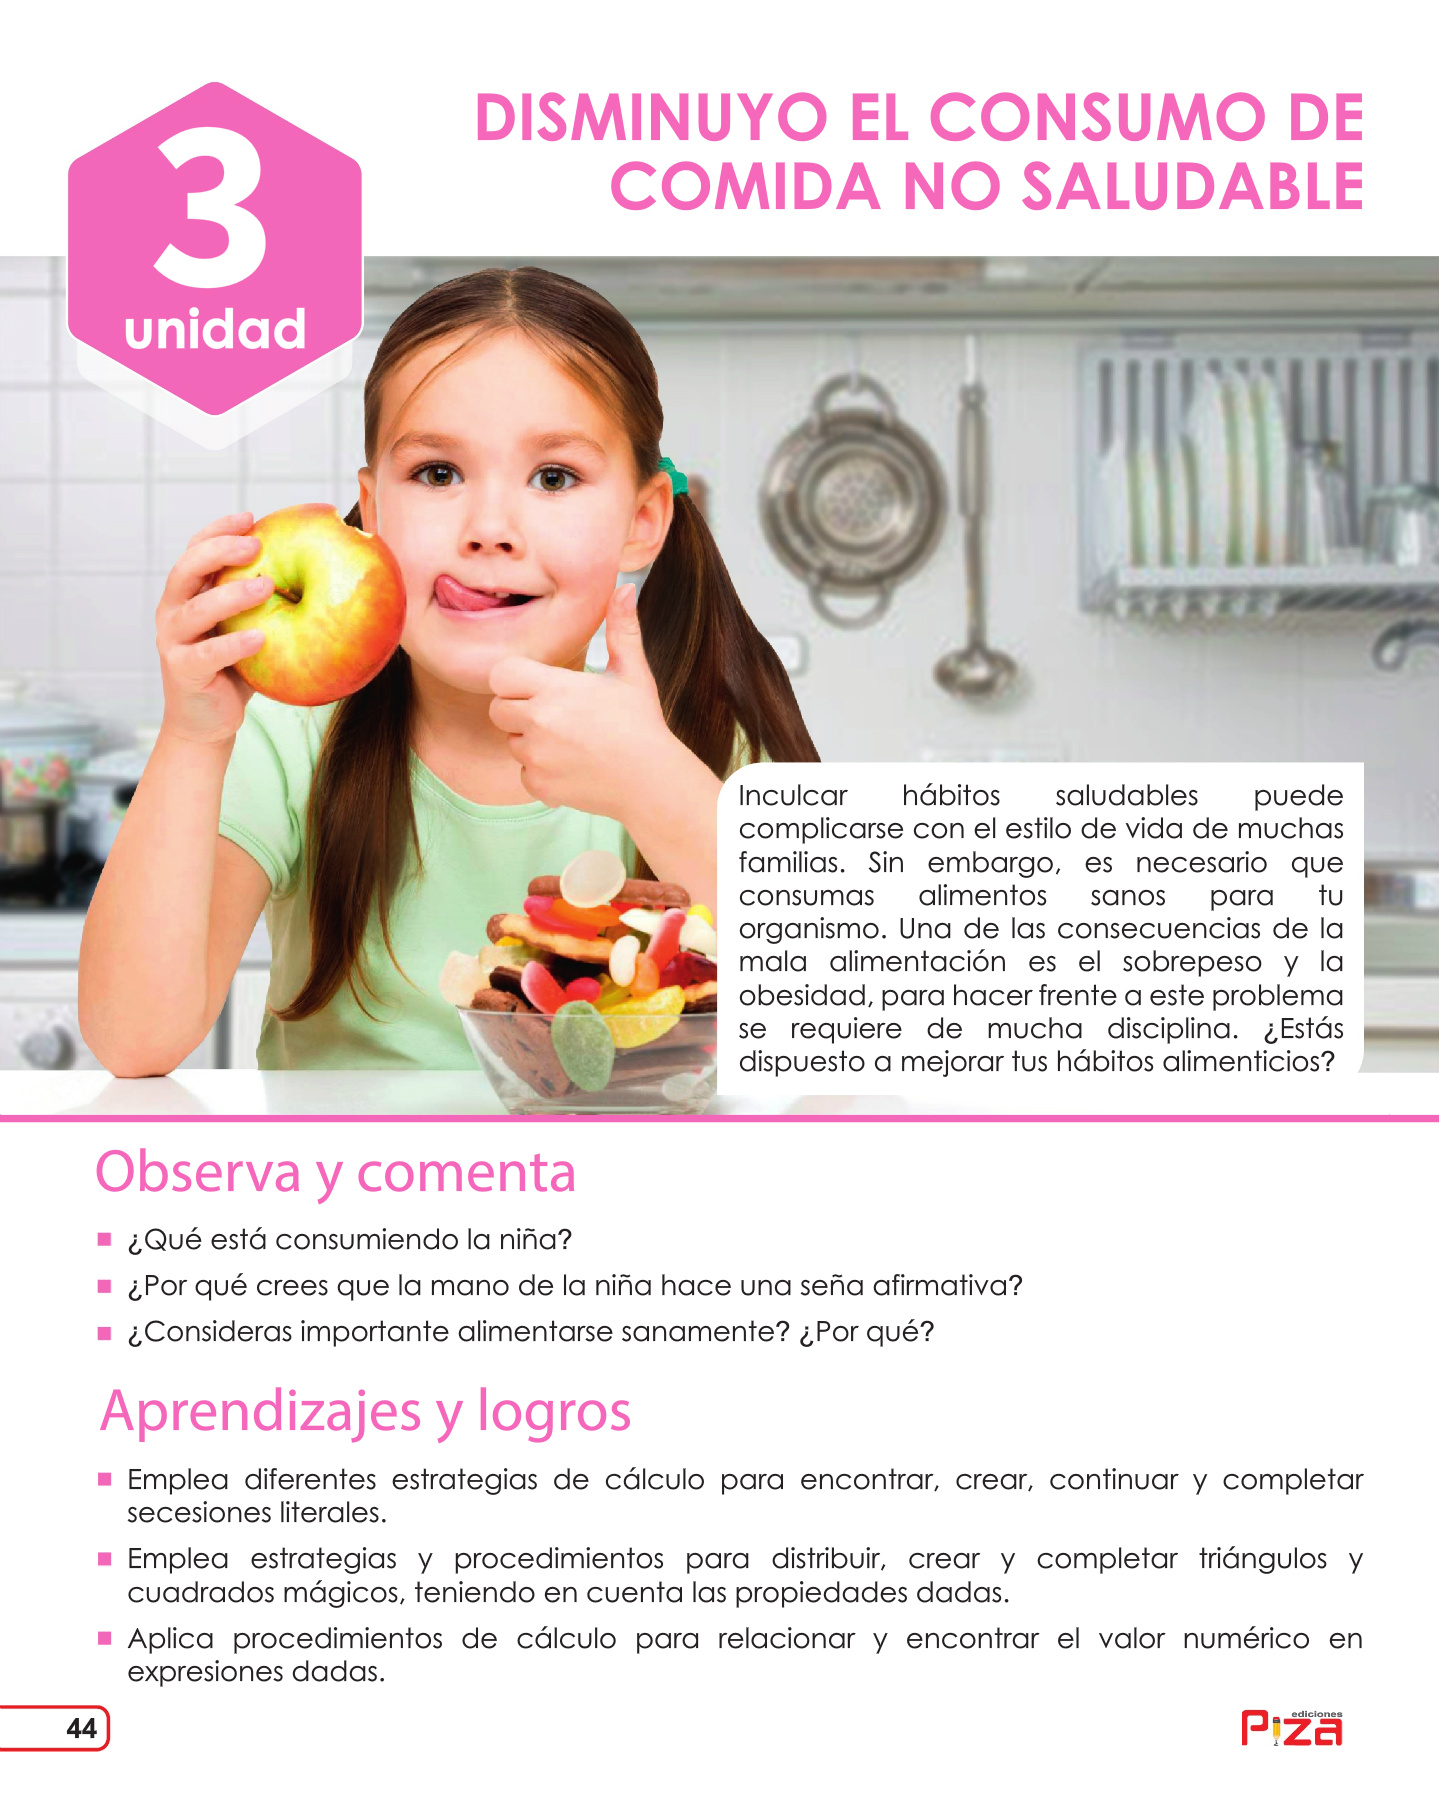 3
unidad
DISMINUYO EL CONSUMO DE
COMIDA NO SALUDABLE
Inculcar hábitos saludables puede
complicarse con el estilo de vida de muchas
familias. Sin embargo, es necesario que
consumas alimentos sanos para tu
organismo. Una de las consecuencias de la
mala alimentación es el sobrepeso y la
obesidad, para hacer frente a este problema
se requiere de mucha disciplina. ¿Estás
dispuesto a mejorar tus hábitos alimenticios?
Observa y comenta
¿Qué está consumiendo la niña?
¿Por qué crees que la mano de la niña hace una seña afirmativa?
¿Consideras importante alimentarse sanamente? ¿Por qué?
Aprendizajes y logros
Emplea diferentes estrategias de cálculo para encontrar, crear, continuar y completar
secesiones literales.
Emplea estrategias y procedimientos para distribuir, crear y completar triángulos y
cuadrados mágicos, teniendo en cuenta las propiedades dadas.
Aplica procedimientos de cálculo para relacionar y encontrar el valor numérico en
expresiones dadas.
44
ediciones
Piza